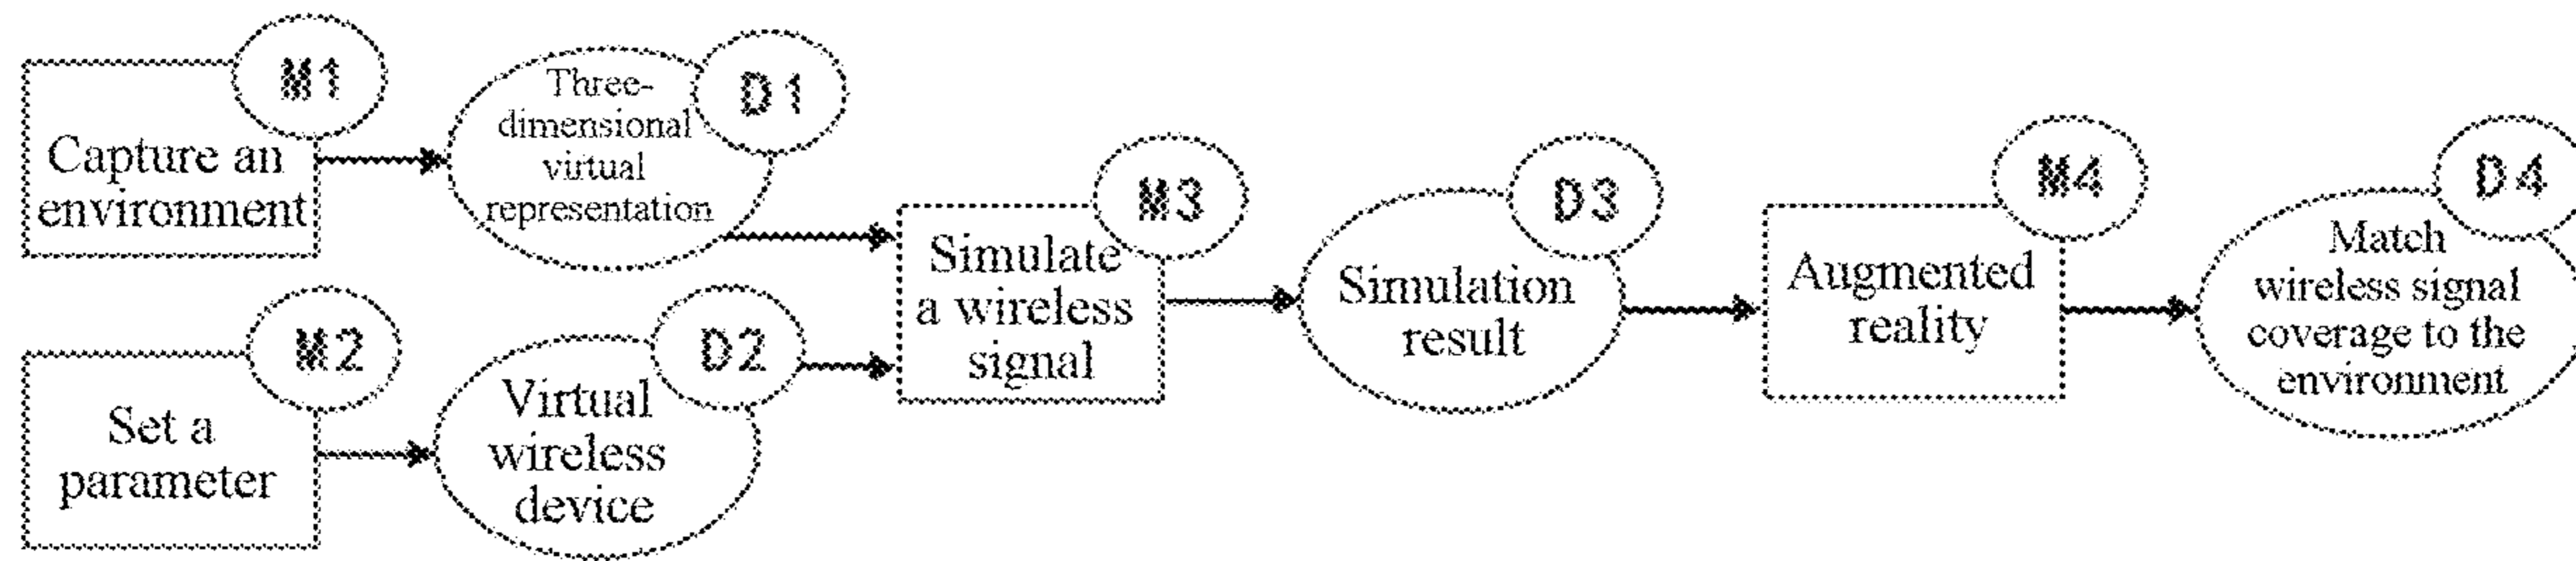 M1
Capture an
environment
D1
Three-
dimensional
virtual
representation
M2
Set a
parameter
D2
Virtual
wireless
device
M3
Simulate
a wireless
signal
D3
Simulation
result
M4
Augmented
reality
D4
Match
wireless signal
coverage to the
environment